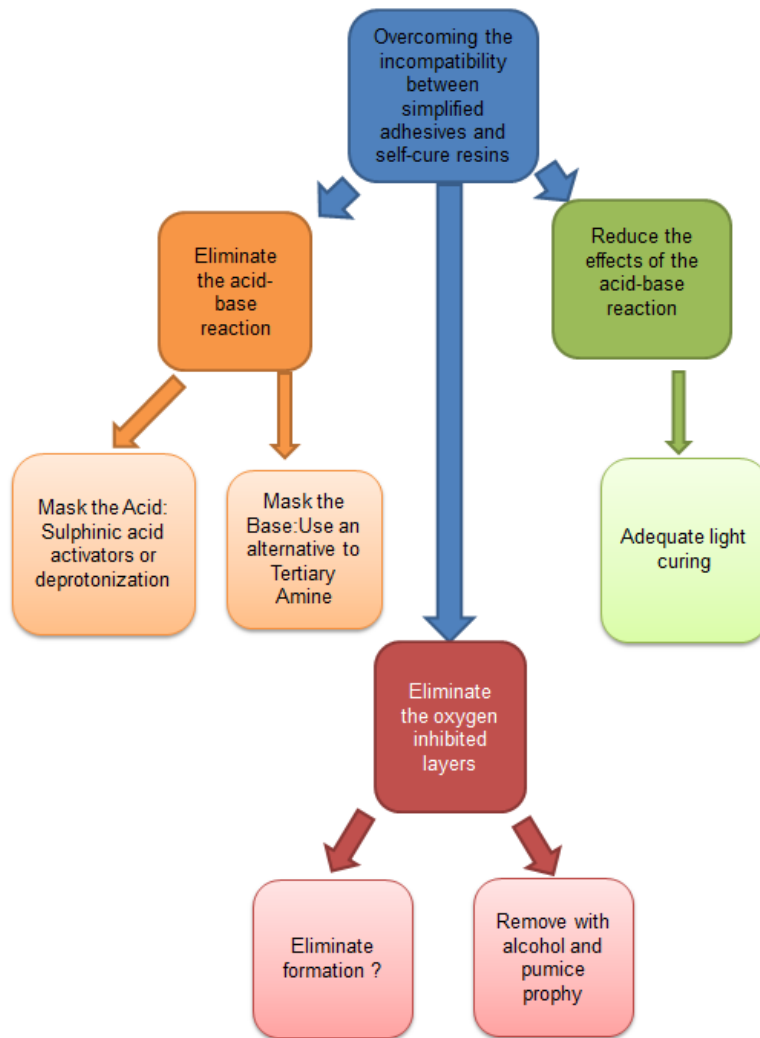 Overcoming the
incompatibility
between
simplified
adhesives and
self-cure resins
Eliminate
the acid-
base
reaction
Reduce the
effects of the
acid-base
reaction
Mask the Acid:
Sulphinic acid
activators or
deprotonization
Mask the
Base:Use an
alternative to
Tertiary
Amine
Adequate light
curing
Eliminate
the oxygen
inhibited
layers
Eliminate
formation ?
Remove with
alcohol and
pumice
prophy